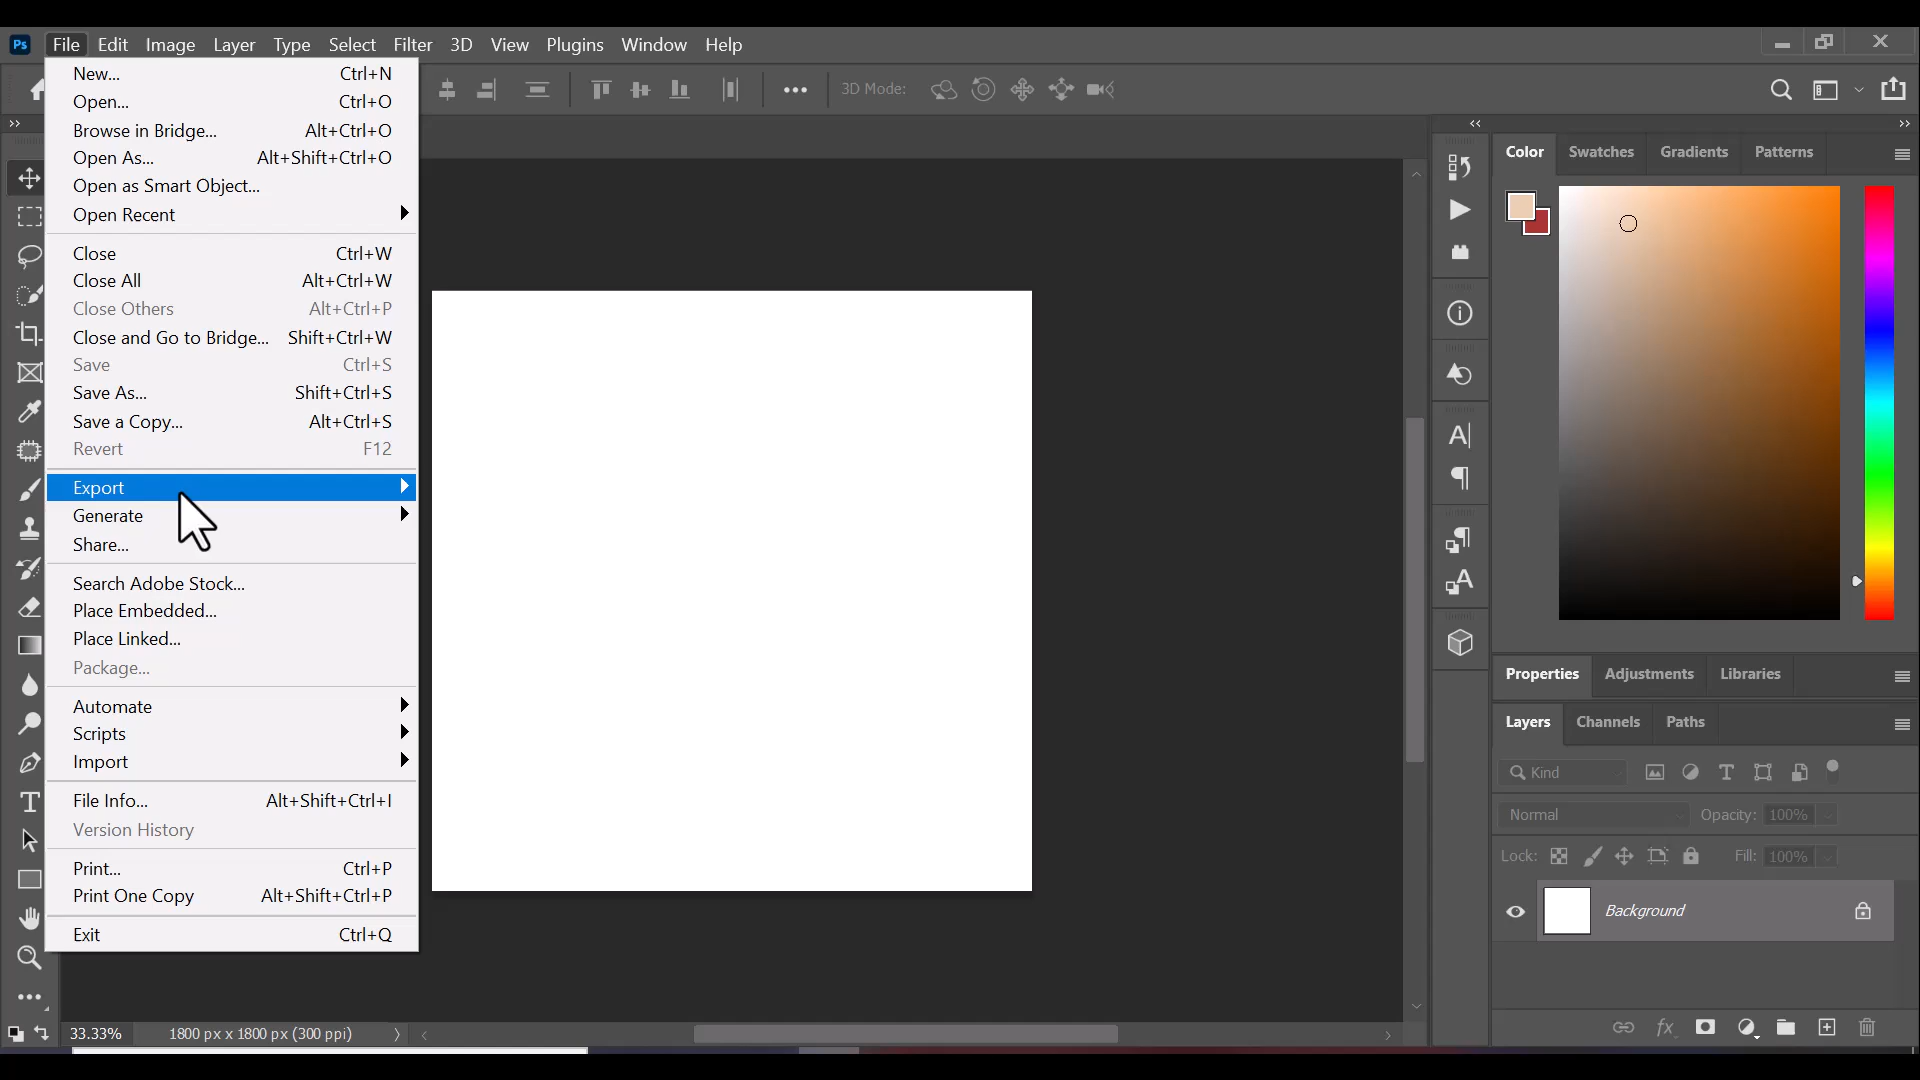 Ps File Edit Image Layer Type Select Filter 3D View Plugins Window Help
New... Ctrl+N
Open... Ctrl+O
Browse in Bridge... Alt+Ctrl+O
Open As... Alt+Shift+Ctrl+O
Open as Smart Object...
Open Recent
Close Ctrl+W
Close All Alt+Ctrl+W
Close Others Alt+Ctrl+P
Close and Go to Bridge... Shift+Ctrl+W
Save Ctrl+S
Save As... Shift+Ctrl+S
Save a Copy... Alt+Ctrl+S
Revert F12
Export
Generate
Share...
Search Adobe Stock...
Place Embedded...
Place Linked...
Package...
Automate
Scripts
Import
File Info... Alt+Shift+Ctrl+I
Version History
Print... Ctrl+P
Print One Copy Alt+Shift+Ctrl+P
Exit Ctrl+Q
3D Mode:
Color Swatches Gradients Patterns
Properties Adjustments Libraries
Layers Channels Paths
Kind
Normal Opacity: 100%
Lock: Fill: 100%
Background
fx
33.33% 1800 px x 1800 px (300 ppi)